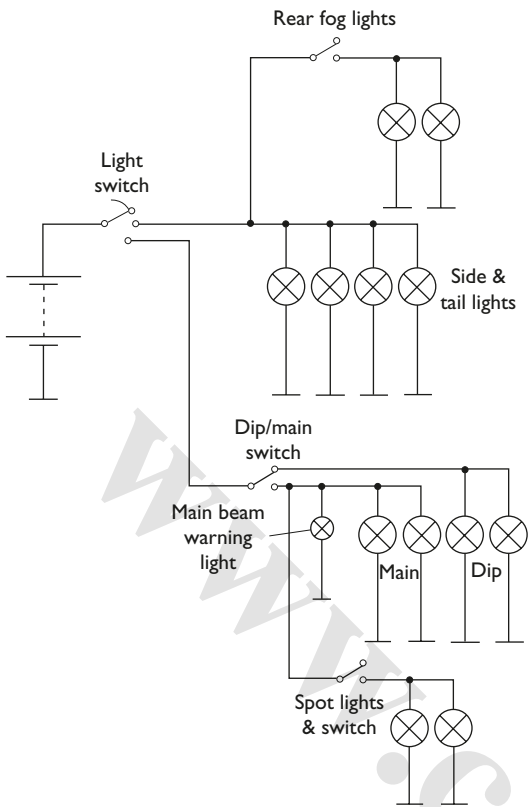 Rear fog lights
Light
switch
Side &
tail lights
Dip/main
switch
Main beam
warning
light
Main
Dip
Spot lights
& switch
www.c